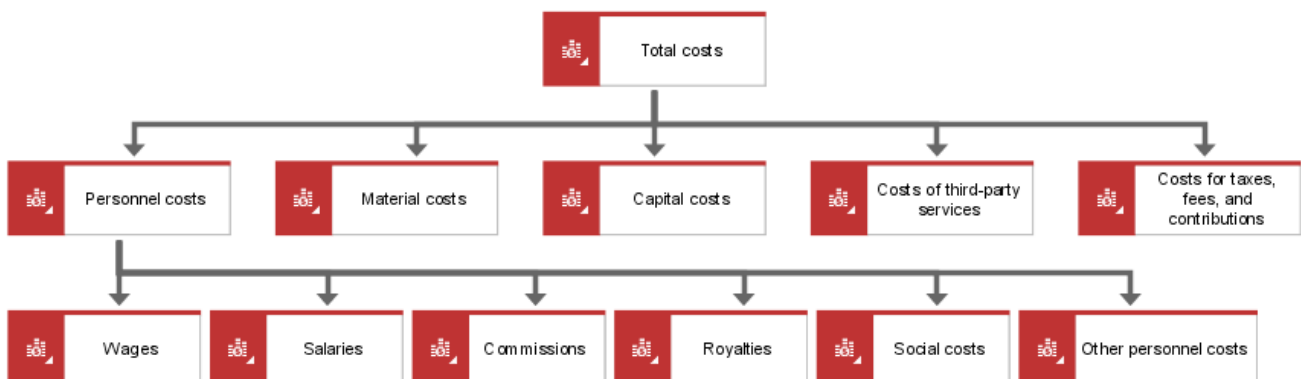 Total costs
Personnel costs
Material costs
Capital costs
Costs of third-party
services
Costs for taxes,
fees, and
contributions
Wages
Salaries
Commissions
Royalties
Social costs
Other personnel costs